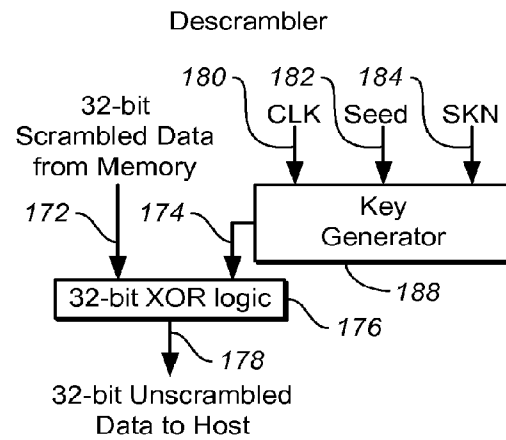 Descrambler
180
182
184
32-bit
Scrambled Data
from Memory
CLK
Seed
SKN
172
174
Key
Generator
188
32-bit XOR logic
176
178
32-bit Unscrambled
Data to Host